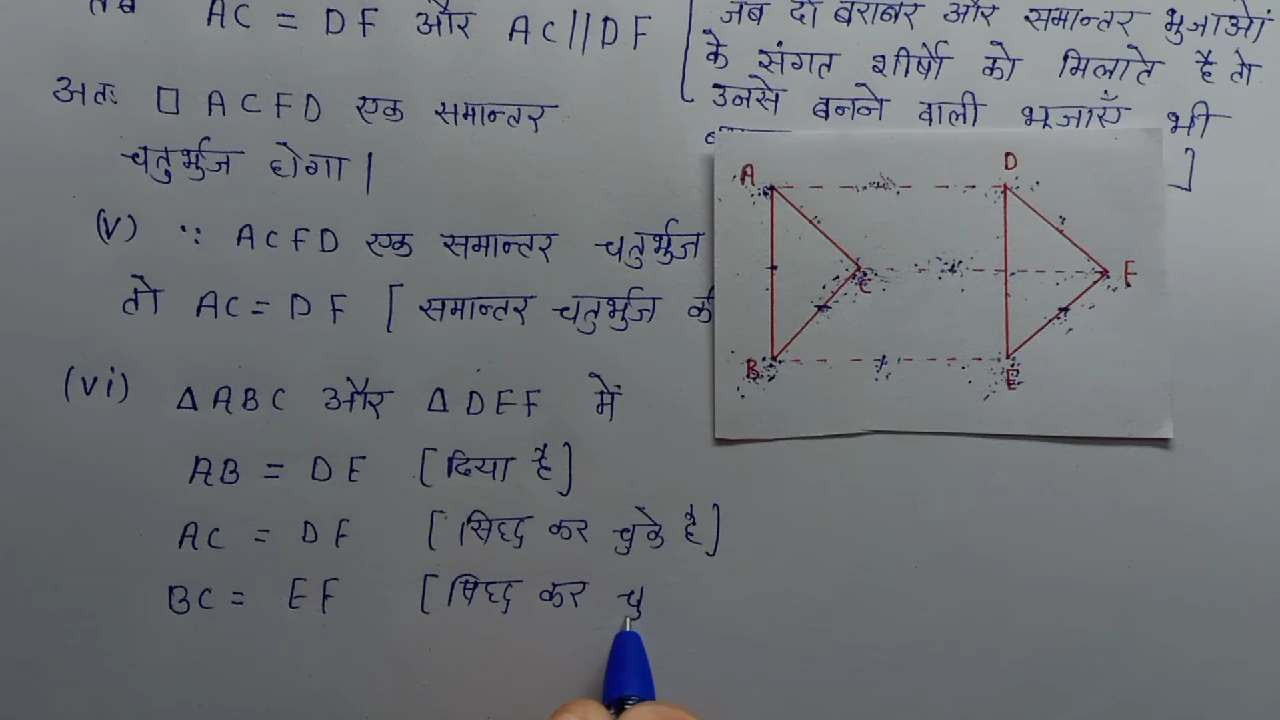 AC = DF और AC||DF
जब दो बराबर और समान्तर भुजाओं
के संगत शीर्षो को मिलाते है तो
उनसे बनने वाली भूजाएँ भी
]
अतः □ ACFD एक समान्तर
चतुर्भुज होगा |
(V) ∵ ACFD एक समान्तर चतुर्भुज
तो AC = DF [ समान्तर चतुर्भुज की
(vi) ΔABC और ΔDEF में
AB = DE [दिया है]
AC = DF [सिध्द कर चुके है]
BC = EF [सिध्द कर चु
A
D
C
F
B
E